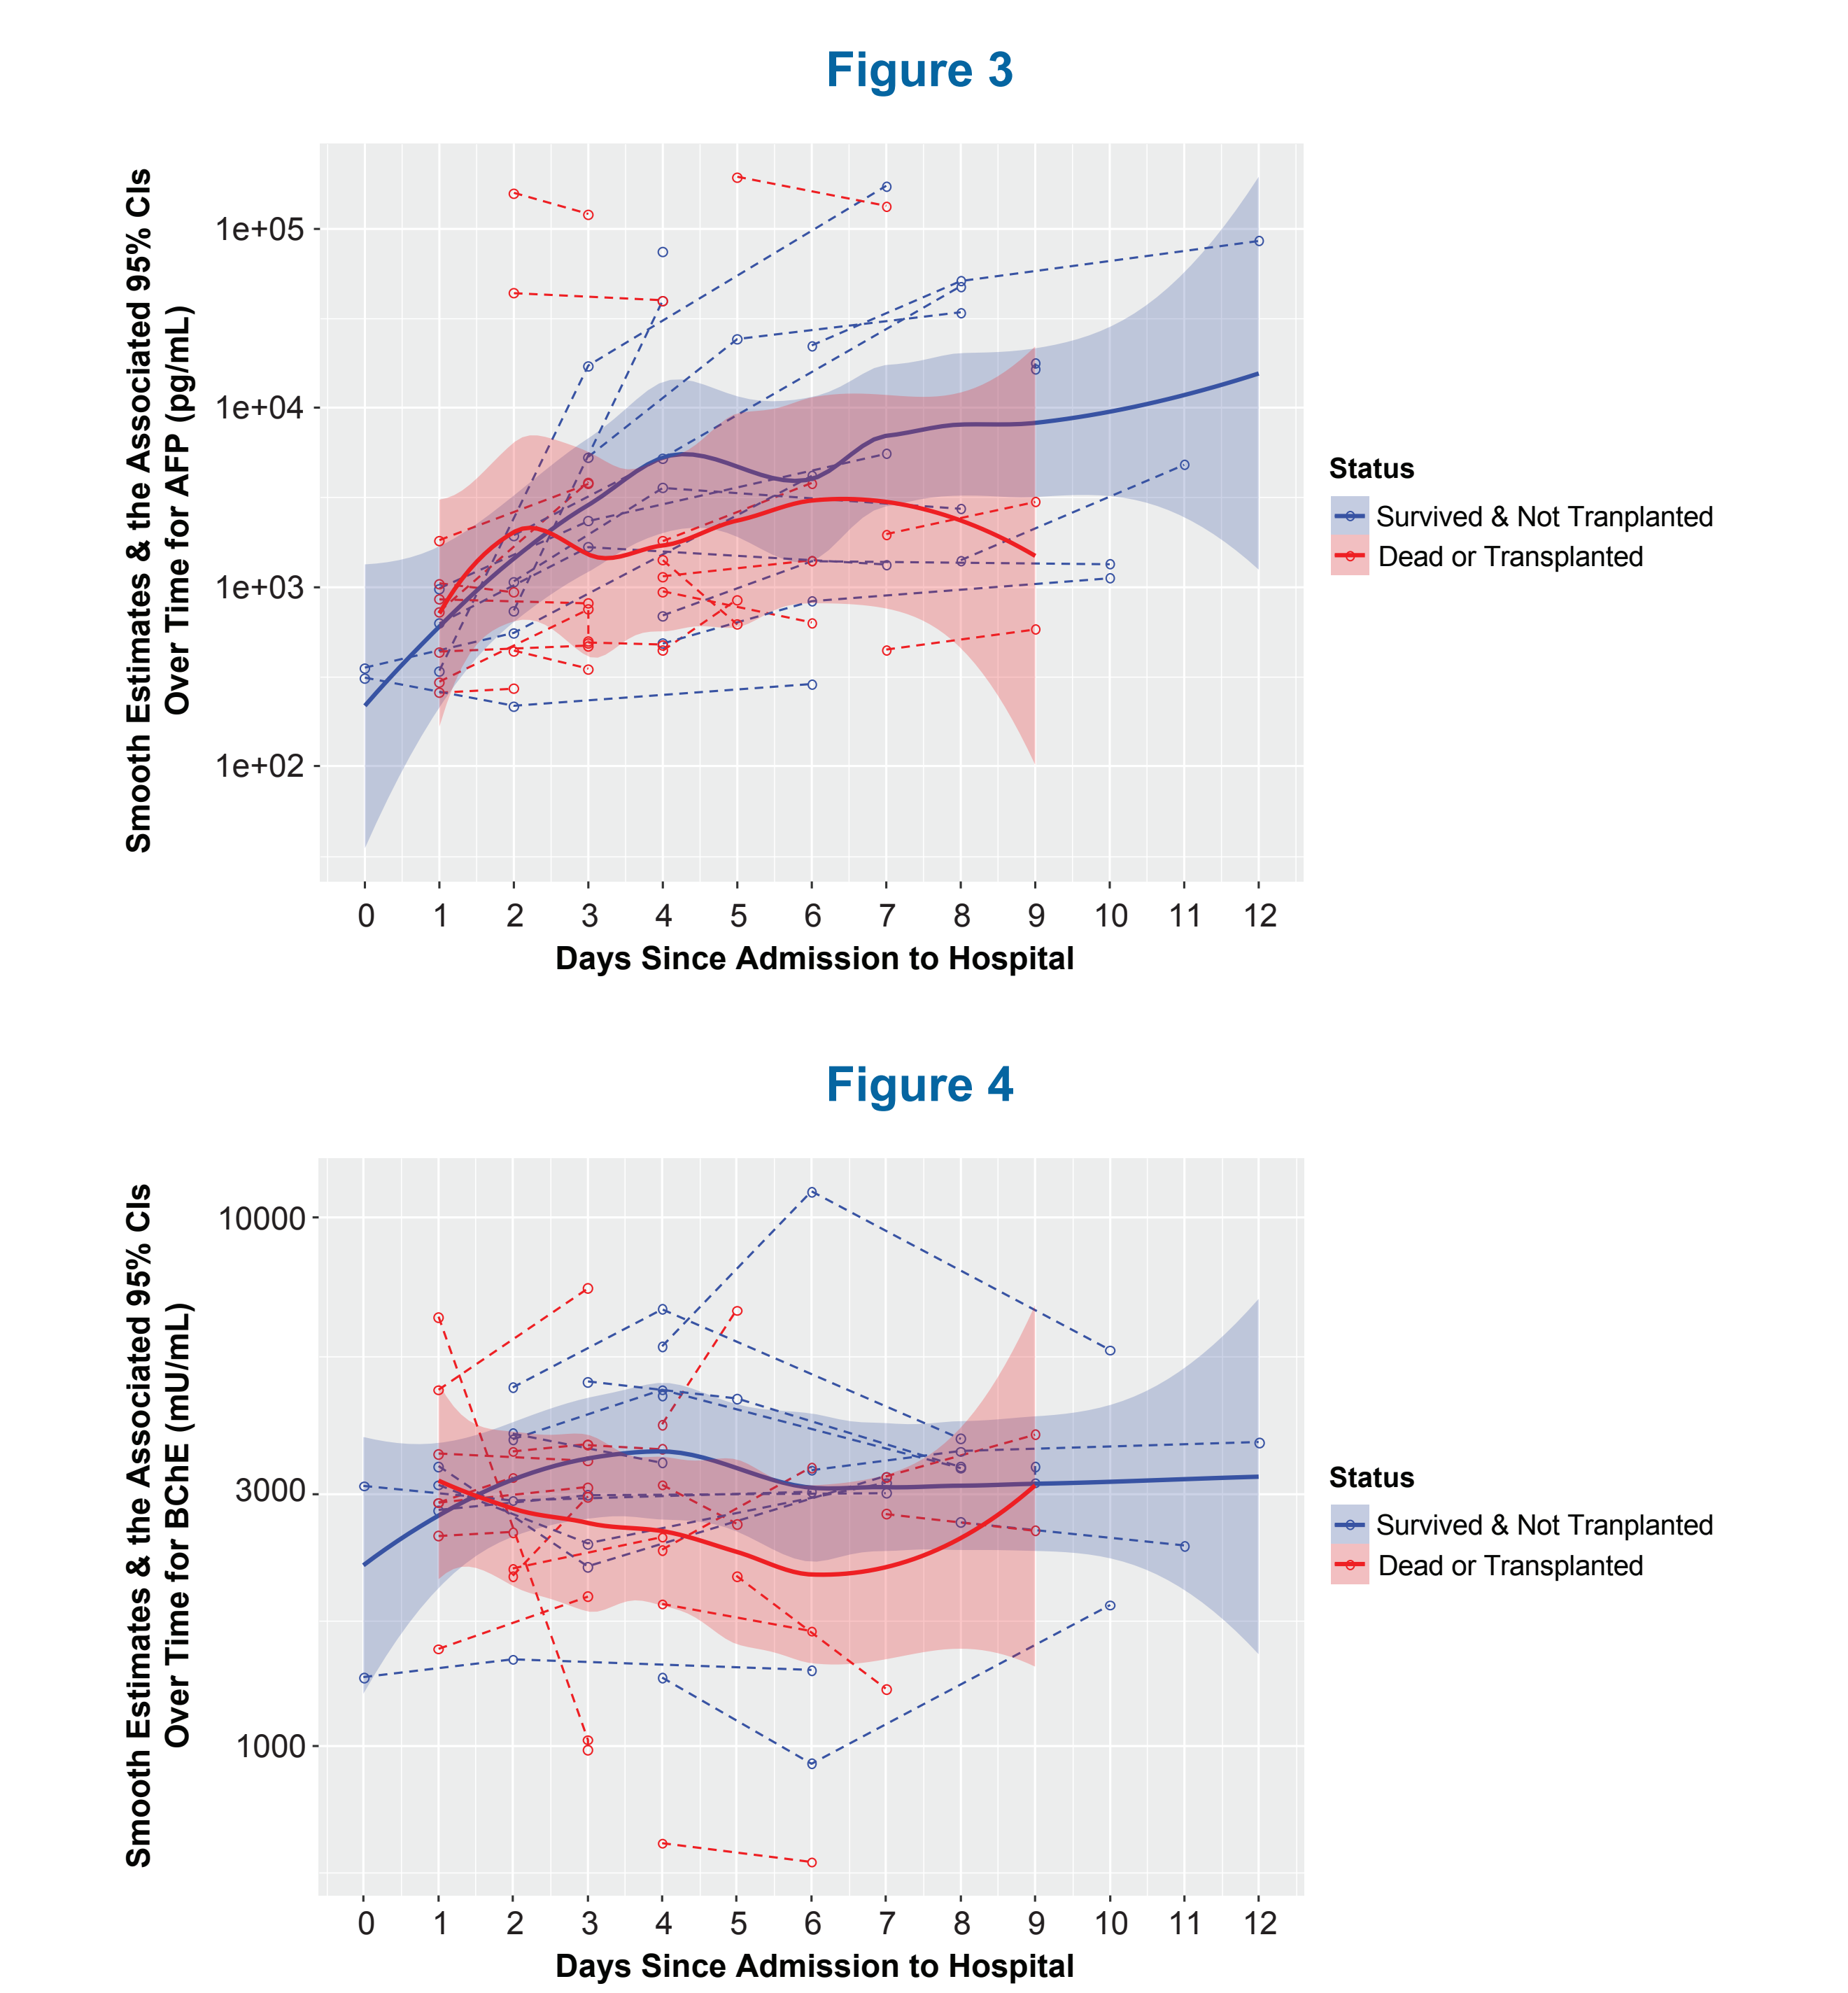 Figure 3
Smooth Estimates & the Associated 95% CIs
Over Time for AFP (pg/mL)
1e+05
1e+04
1e+03
1e+02
0 1 2 3 4 5 6 7 8 9 10 11 12
Days Since Admission to Hospital
Status
Survived & Not Tranplanted
Dead or Transplanted
Figure 4
Smooth Estimates & the Associated 95% CIs
Over Time for BChE (mU/mL)
10000
3000
1000
0 1 2 3 4 5 6 7 8 9 10 11 12
Days Since Admission to Hospital
Status
Survived & Not Tranplanted
Dead or Transplanted